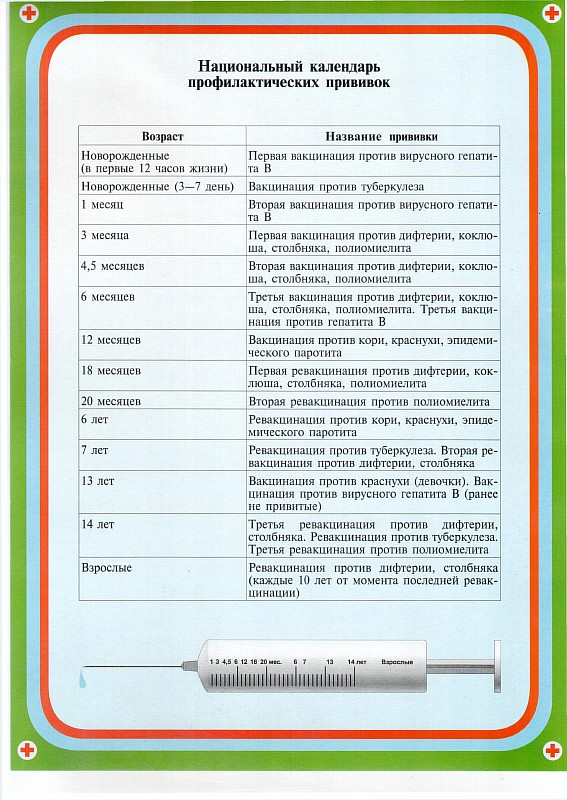 Национальный календарь
профилактических прививок
Возраст
Название прививки
Новорожденные
(в первые 12 часов жизни)
Первая вакцинация против вирусного гепати-
та В
Новорожденные (3—7 день)
Вакцинация против туберкулеза
1 месяц
Вторая вакцинация против вирусного гепати-
та В
3 месяца
Первая вакцинация против дифтерии, коклю-
ша, столбняка, полиомиелита
4,5 месяцев
Вторая вакцинация против дифтерии, коклю-
ша, столбняка, полиомиелита
6 месяцев
Третья вакцинация против дифтерии, коклю-
ша, столбняка, полиомиелита. Третья вакци-
нация против гепатита В
12 месяцев
Вакцинация против кори, краснухи, эпидеми-
ческого паротита
18 месяцев
Первая ревакцинация против дифтерии, кок-
люша, столбняка, полиомиелита
20 месяцев
Вторая ревакцинация против полиомиелита
6 лет
Ревакцинация против кори, краснухи, эпиде-
мического паротита
7 лет
Ревакцинация против туберкулеза. Вторая ре-
вакцинация против дифтерии, столбняка
13 лет
Вакцинация против краснухи (девочки). Вак-
цинация против вирусного гепатита В (ранее
не привитые)
14 лет
Третья ревакцинация против дифтерии,
столбняка. Ревакцинация против туберкулеза.
Третья ревакцинация против полиомиелита
Взрослые
Ревакцинация против дифтерии, столбняка
(каждые 10 лет от момента последней ревак-
цинации)
1 3 4,5 6 12 18 20 мес. 6 7 13 14 лет Взрослые